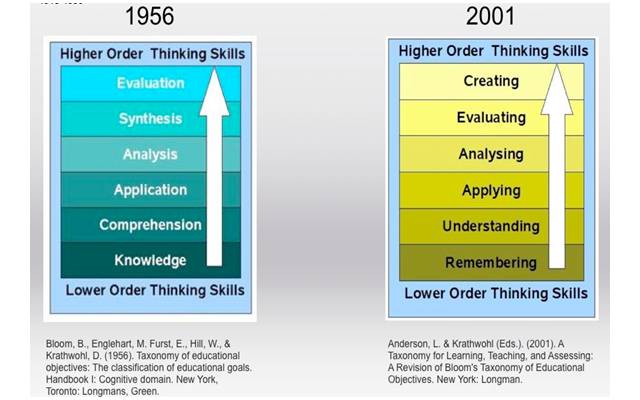 1956
Higher Order Thinking Skills
Evaluation
Synthesis
Analysis
Application
Comprehension
Knowledge
Lower Order Thinking Skills
Bloom, B., Englehart, M. Furst, E., Hill, W., &
Krathwohl, D. (1956). Taxonomy of educational
objectives: The classification of educational goals.
Handbook I: Cognitive domain. New York,
Toronto: Longmans, Green.
2001
Higher Order Thinking Skills
Creating
Evaluating
Analysing
Applying
Understanding
Remembering
Lower Order Thinking Skills
Anderson, L. & Krathwohl (Eds.). (2001). A
Taxonomy for Learning, Teaching, and Assessing:
A Revision of Bloom's Taxonomy of Educational
Objectives. New York: Longman.